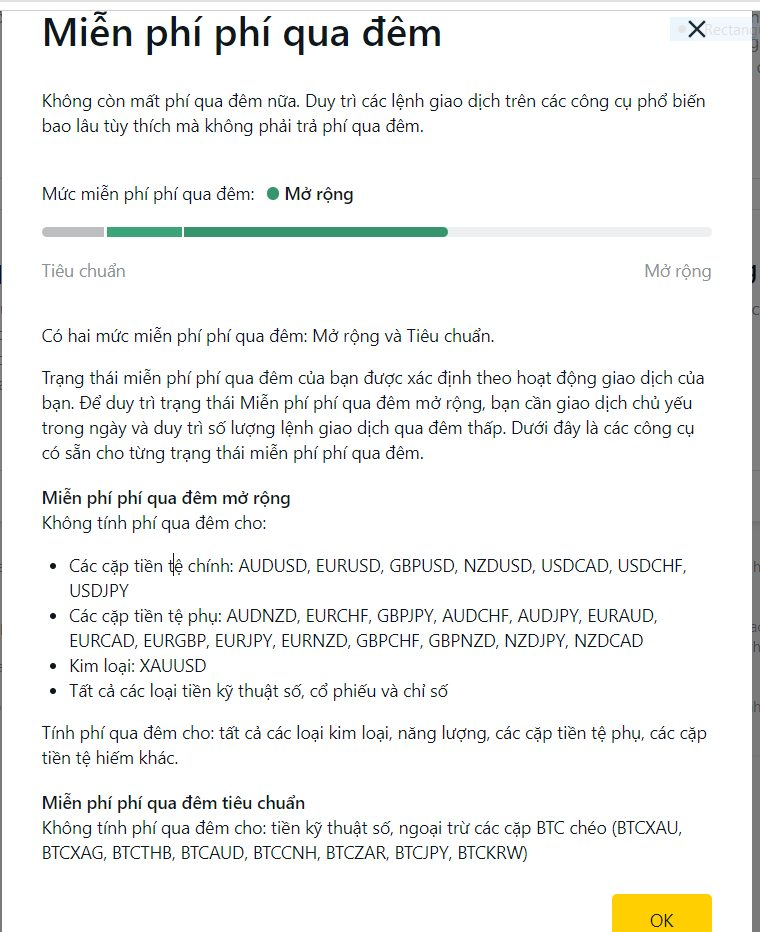 Miễn phí phí qua đêm
Không còn mất phí qua đêm nữa. Duy trì các lệnh giao dịch trên các công cụ phổ biến
bao lâu tùy thích mà không phải trả phí qua đêm.
Mức miễn phí phí qua đêm: Mở rộng
Tiêu chuẩn Mở rộng
Có hai mức miễn phí phí qua đêm: Mở rộng và Tiêu chuẩn.
Trạng thái miễn phí phí qua đêm của bạn được xác định theo hoạt động giao dịch của
bạn. Để duy trì trạng thái Miễn phí phí qua đêm mở rộng, bạn cần giao dịch chủ yếu
trong ngày và duy trì số lượng lệnh giao dịch qua đêm thấp. Dưới đây là các công cụ
có sẵn cho từng trạng thái miễn phí phí qua đêm.
Miễn phí phí qua đêm mở rộng
Không tính phí qua đêm cho:
Các cặp tiền tệ chính: AUDUSD, EURUSD, GBPUSD, NZDUSD, USDCAD, USDCHF,
USDJPY
Các cặp tiền tệ phụ: AUDNZD, EURCHF, GBPJPY, AUDCHF, AUDJPY, EURAUD,
EURCAD, EURGBP, EURJPY, EURNZD, GBPCHF, GBPNZD, NZDJPY, NZDCAD
Kim loại: XAUUSD
Tất cả các loại tiền kỹ thuật số, cổ phiếu và chỉ số
Tính phí qua đêm cho: tất cả các loại kim loại, năng lượng, các cặp tiền tệ phụ, các cặp
tiền tệ hiếm khác.
Miễn phí phí qua đêm tiêu chuẩn
Không tính phí qua đêm cho: tiền kỹ thuật số, ngoại trừ các cặp BTC chéo (BTCXAU,
BTCXAG, BTCTHB, BTCAUD, BTCCNH, BTCZAR, BTCJPY, BTCKRW)
OK